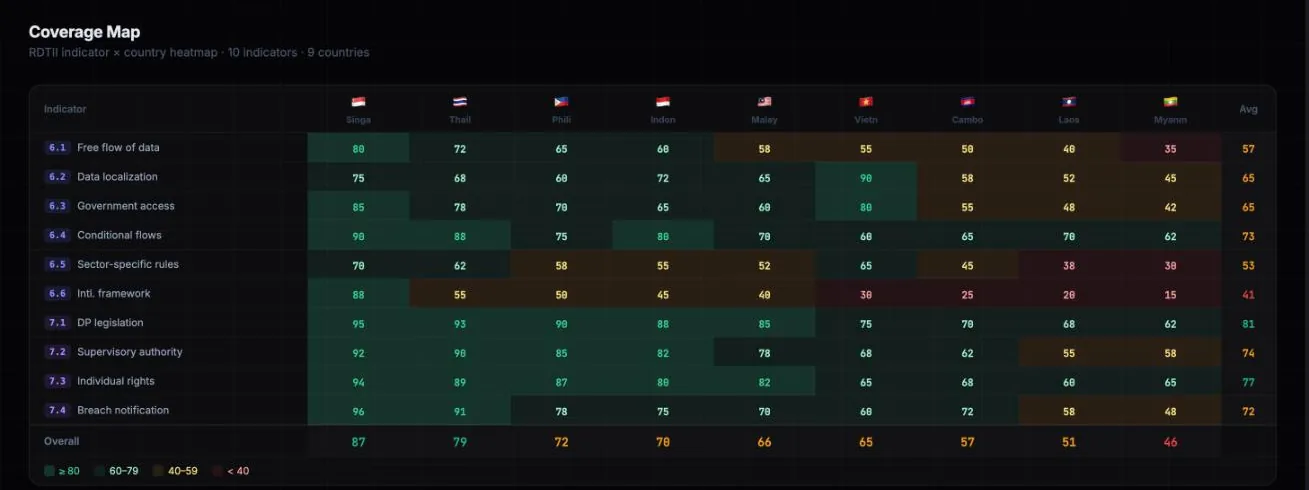 Coverage Map
RDTII indicator × country heatmap · 10 indicators · 9 countries
Indicator Singa Thail Phili Indon Malay Vietn Cambo Laos Myanm Avg
6.1 Free flow of data 80 72 65 60 58 55 50 40 35 57
6.2 Data localization 75 68 60 72 65 90 58 52 45 65
6.3 Government access 85 78 70 65 60 80 55 48 42 65
6.4 Conditional flows 90 88 75 80 70 60 65 70 62 73
6.5 Sector-specific rules 70 62 58 55 52 65 45 38 30 53
6.6 Intl. framework 88 55 50 45 40 30 25 20 15 41
7.1 DP legislation 95 93 90 88 85 75 70 68 62 81
7.2 Supervisory authority 92 90 85 82 78 68 62 55 58 74
7.3 Individual rights 94 89 87 80 82 65 68 60 65 77
7.4 Breach notification 96 91 78 75 70 60 72 58 48 72
Overall 87 79 72 70 66 65 57 51 46
≥ 80 60–79 40–59 < 40